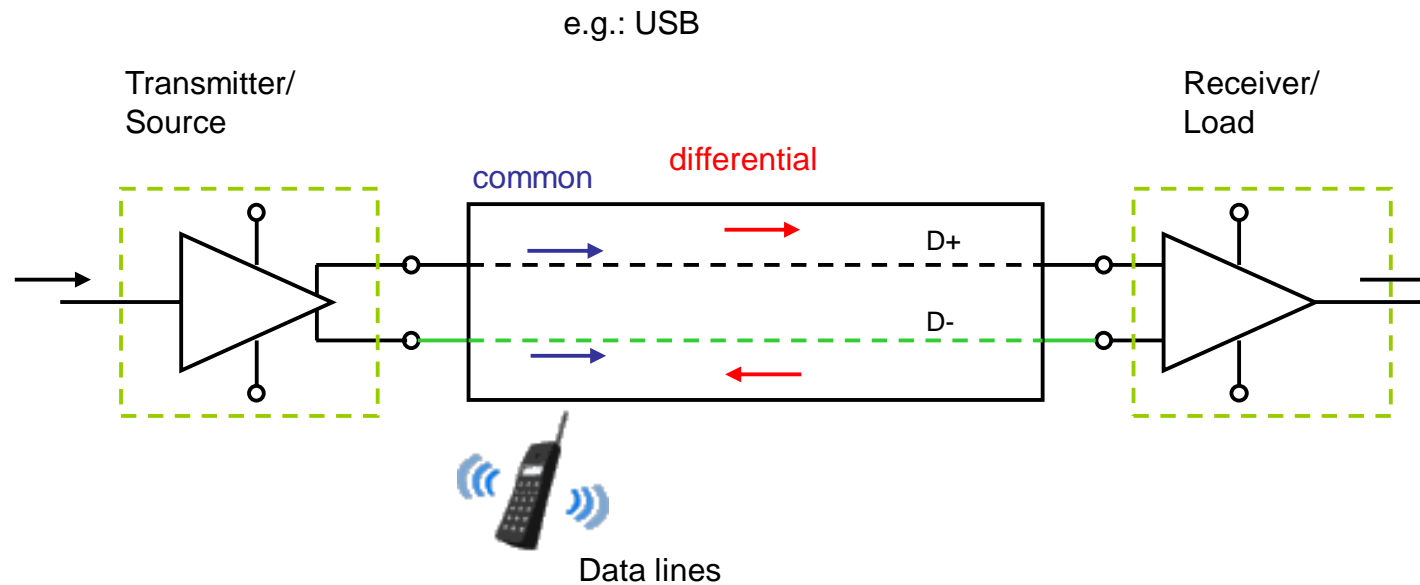 e.g.: USB
Transmitter/
Source
Receiver/
Load
differential
common
D+
D-
Data lines